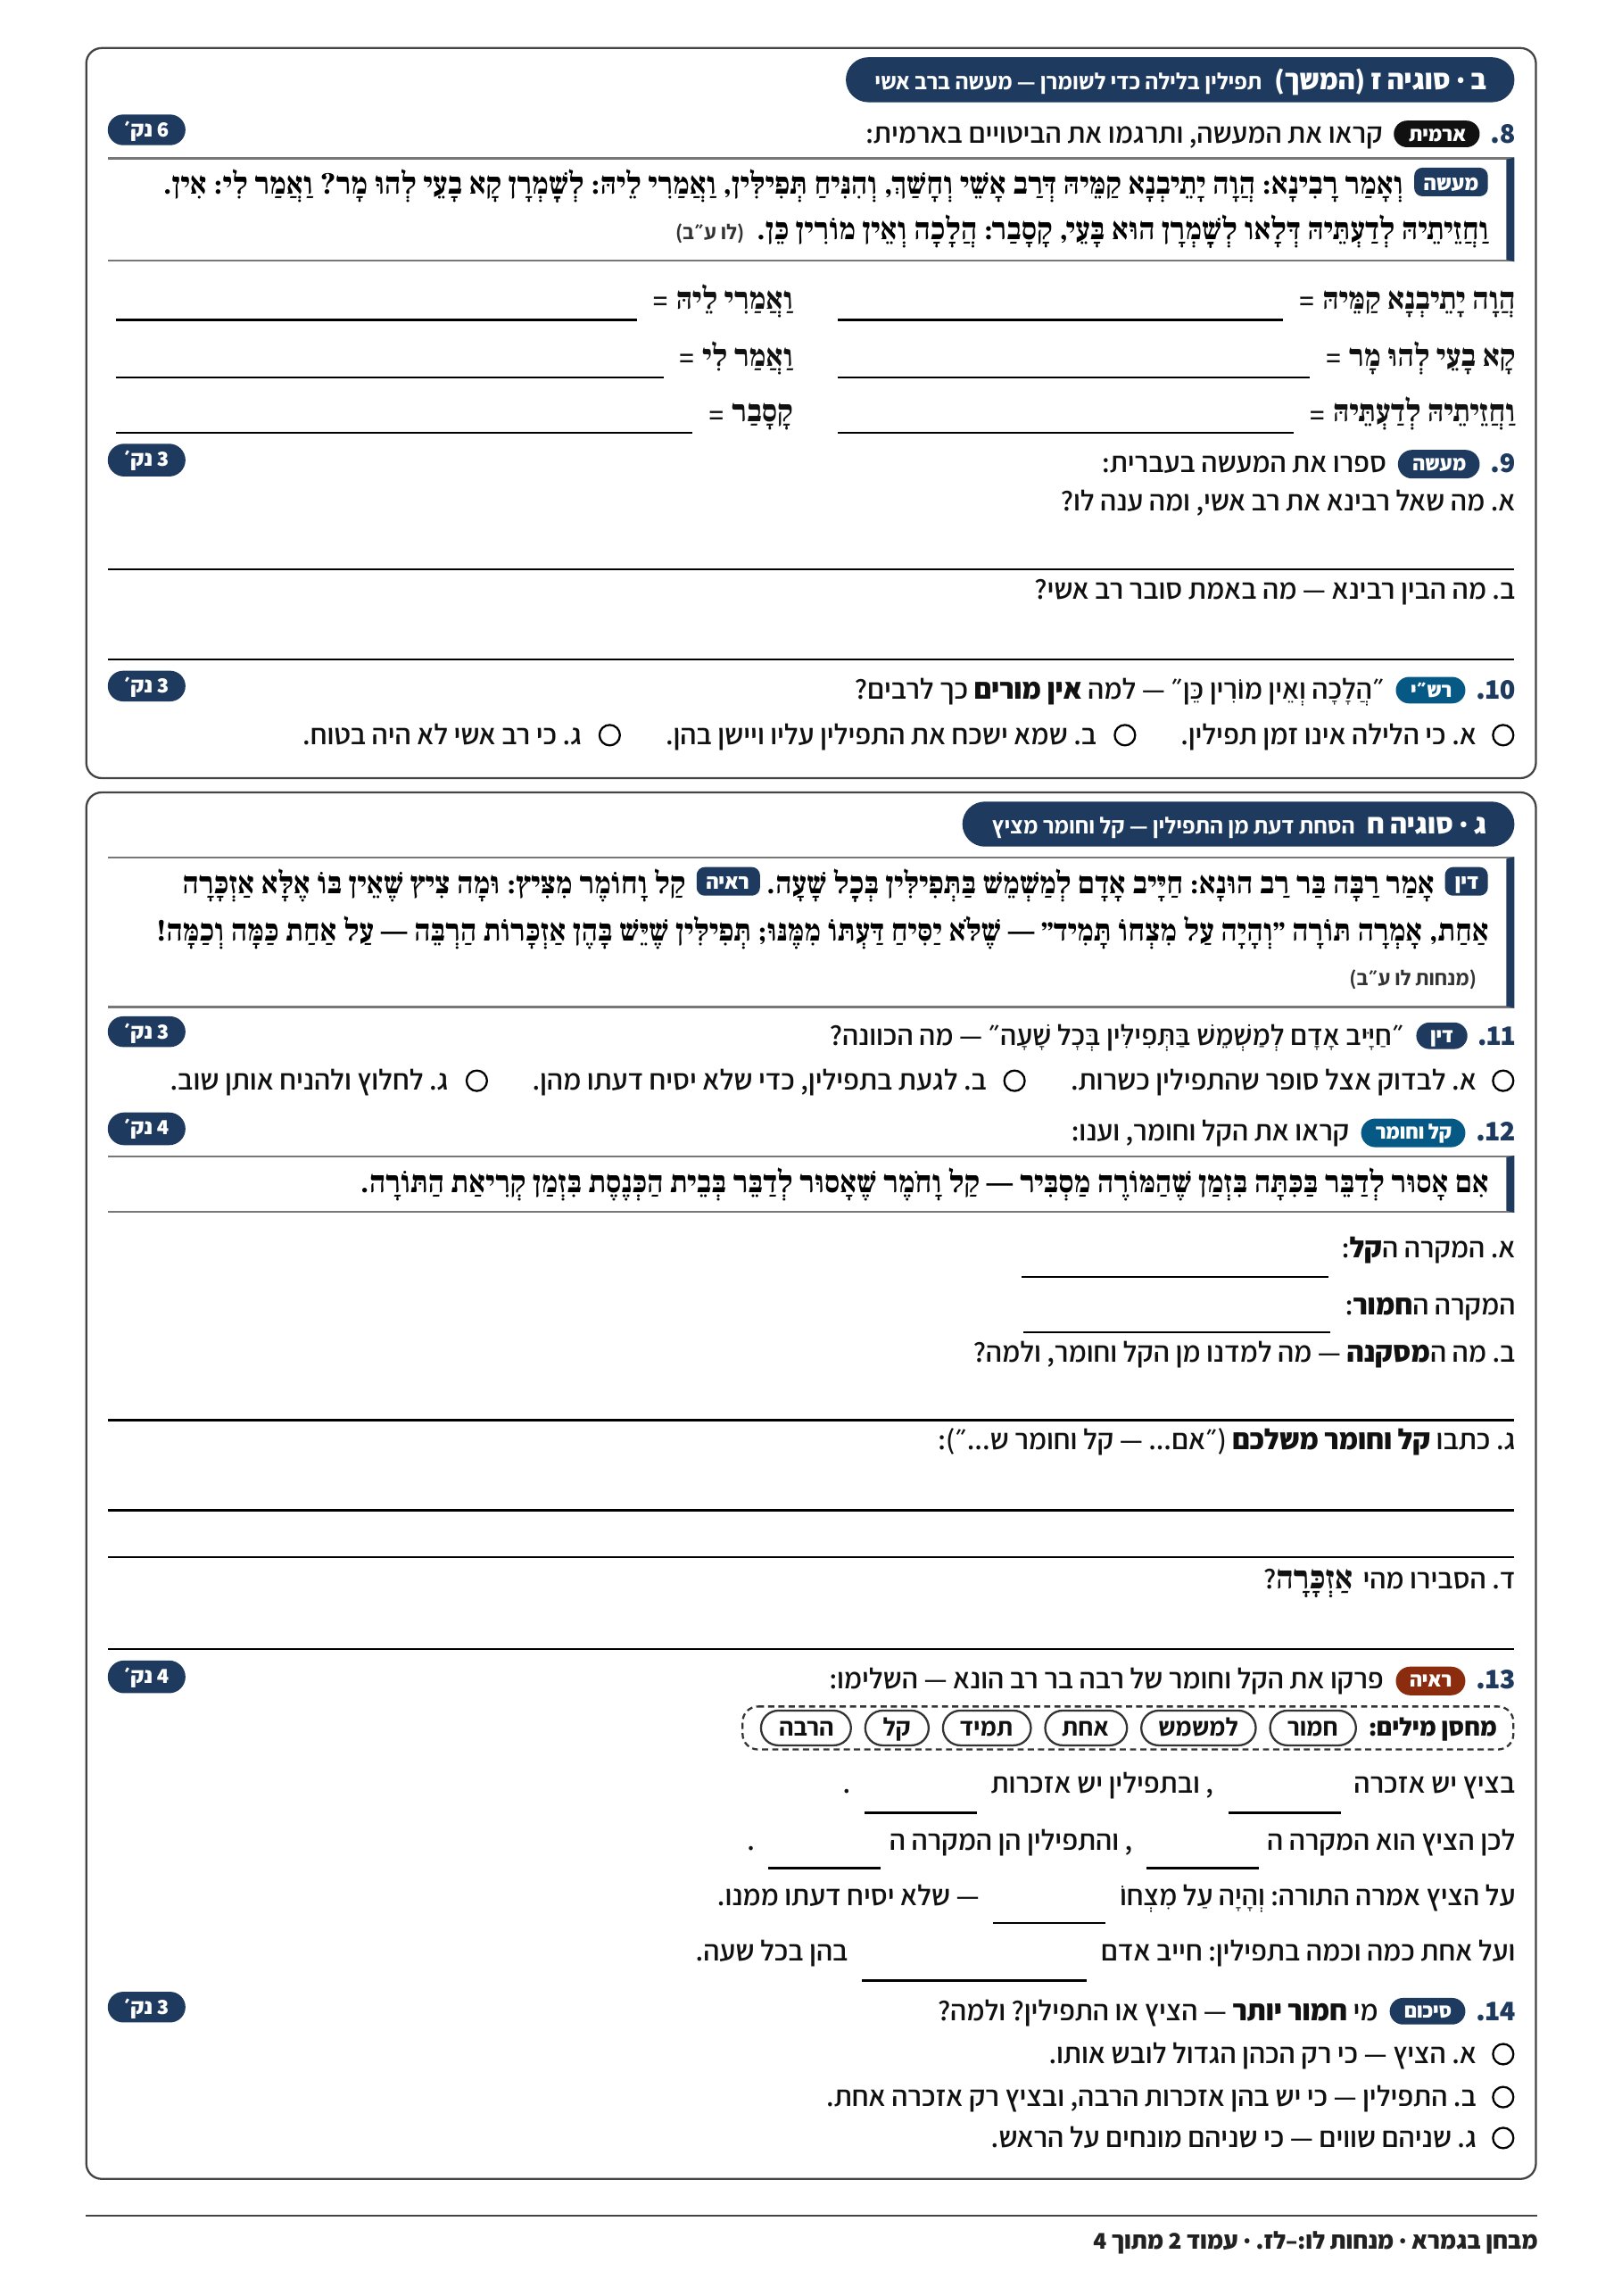 ב · סוגיה ז (המשך) תפילין בלילה כדי לשומרן — מעשה ברב אשי
8. ארמית קראו את המעשה, ותרגמו את הביטויים בארמית: 6 נק׳
מעשה וְאָמַר רָבִינָא: הֲוָה יָתֵיבְנָא קַמֵּיהּ דְּרַב אָשֵׁי וְחָשַׁךְ, וְהִנִּיחַ תְּפִילִּין, וַאֲמַרִי לֵיהּ: לְשָׁמְרָן קָא בָּעֵי לְהוּ מָר? וַאֲמַר לִי: אִין.
וַחֲזֵיתֵיהּ לְדַעְתֵּיהּ דְּלָאו לְשָׁמְרָן הוּא בָּעֵי, קָסָבַר: הֲלָכָה וְאֵין מוֹרִין כֵּן. (לו ע״ב)
הֲוָה יָתֵיבְנָא קַמֵּיהּ = וַאֲמַרִי לֵיהּ =
קָא בָּעֵי לְהוּ מָר = וַאֲמַר לִי =
וַחֲזֵיתֵיהּ לְדַעְתֵּיהּ = קָסָבַר =
9. מעשה ספרו את המעשה בעברית: 3 נק׳
א. מה שאל רבינא את רב אשי, ומה ענה לו?
ב. מה הבין רבינא — מה באמת סובר רב אשי?
10. רש״י ״הֲלָכָה וְאֵין מוֹרִין כֵּן״ — למה אין מורים כך לרבים? 3 נק׳
א. כי הלילה אינו זמן תפילין. ב. שמא ישכח את התפילין עליו ויישן בהן. ג. כי רב אשי לא היה בטוח.
ג · סוגיה ח הסחת דעת מן התפילין — קל וחומר מציץ
דין אָמַר רַבָּה בַּר רַב הוּנָא: חַיָּיב אָדָם לְמַשְׁמֵשׁ בַּתְּפִילִּין בְּכָל שָׁעָה. ראיה קַל וָחוֹמֶר מִצִּיץ: וּמָה צִיץ שֶׁאֵין בּוֹ אֶלָּא אַזְכָּרָה
אַחַת, אָמְרָה תּוֹרָה ״וְהָיָה עַל מִצְחוֹ תָּמִיד״ — שֶׁלֹּא יַסִּיחַ דַּעְתּוֹ מִמֶּנּוּ; תְּפִילִּין שֶׁיֵּשׁ בָּהֶן אַזְכָּרוֹת הַרְבֵּה — עַל אַחַת כַּמָּה וְכַמָּה!
(מנחות לו ע״ב)
11. דין ״חַיָּיב אָדָם לְמַשְׁמֵשׁ בַּתְּפִילִּין בְּכָל שָׁעָה״ — מה הכוונה? 3 נק׳
א. לבדוק אצל סופר שהתפילין כשרות. ב. לגעת בתפילין, כדי שלא יסיח דעתו מהן. ג. לחלוץ ולהניח אותן שוב.
12. קל וחומר קראו את הקל וחומר, וענו: 4 נק׳
אִם אָסוּר לְדַבֵּר בַּכִּתָּה בִּזְמַן שֶׁהַמּוֹרֶה מַסְבִּיר — קַל וָחֹמֶר שֶׁאָסוּר לְדַבֵּר בְּבֵית הַכְּנֶסֶת בִּזְמַן קְרִיאַת הַתּוֹרָה.
א. המקרה הקל:
המקרה החמור:
ב. מה המסקנה — מה למדנו מן הקל וחומר, ולמה?
ג. כתבו קל וחומר משלכם (״אם... — קל וחומר ש...״):
ד. הסבירו מהי אַזְכָּרָה?
13. ראיה פרקו את הקל וחומר של רבה בר רב הונא — השלימו: 4 נק׳
מחסן מילים: חמור למשמש אחת תמיד קל הרבה
בציץ יש אזכרה , ובתפילין יש אזכרות .
לכן הציץ הוא המקרה ה , והתפילין הן המקרה ה .
על הציץ אמרה התורה: וְהָיָה עַל מִצְחוֹ — שלא יסיח דעתו ממנו.
ועל אחת כמה וכמה בתפילין: חייב אדם בהן בכל שעה.
14. סיכום מי חמור יותר — הציץ או התפילין? ולמה? 3 נק׳
א. הציץ — כי רק הכהן הגדול לובש אותו.
ב. התפילין — כי יש בהן אזכרות הרבה, ובציץ רק אזכרה אחת.
ג. שניהם שווים — כי שניהם מונחים על הראש.
מבחן בגמרא · מנחות לו:–לז. · עמוד 2 מתוך 4